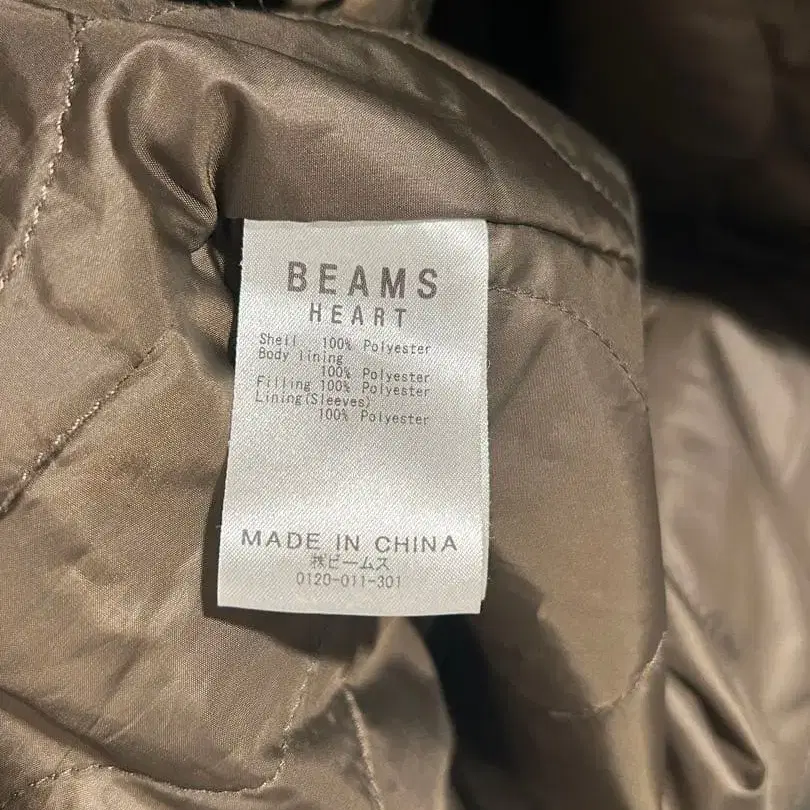 BEAMS
HEART
Shell 100% Polyester
Body lining
100% Polyester
Filling 100% Polyester
Lining(Sleeves)
100% Polyester
MADE IN CHINA
㈱ビームス
0120-011-301